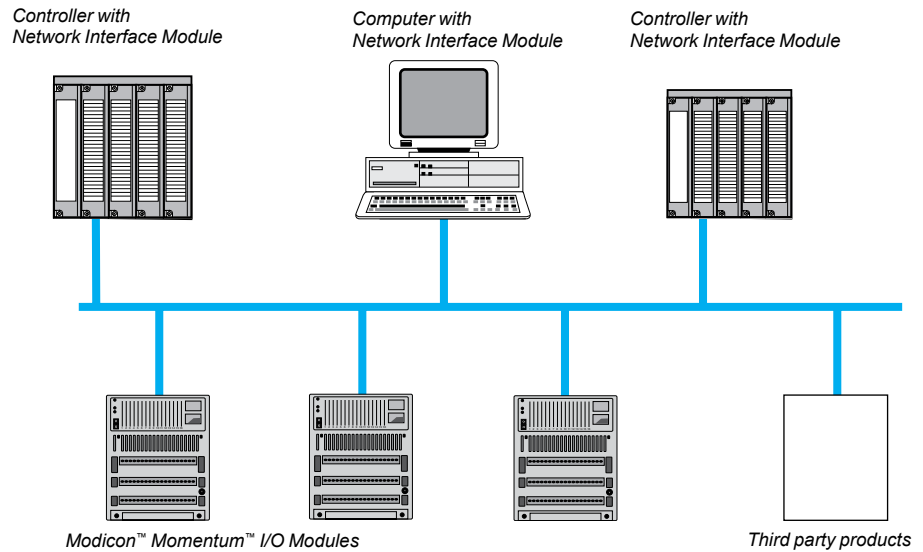 Controller with
Network Interface Module
Computer with
Network Interface Module
Controller with
Network Interface Module
Modicon™ Momentum™ I/O Modules
Third party products